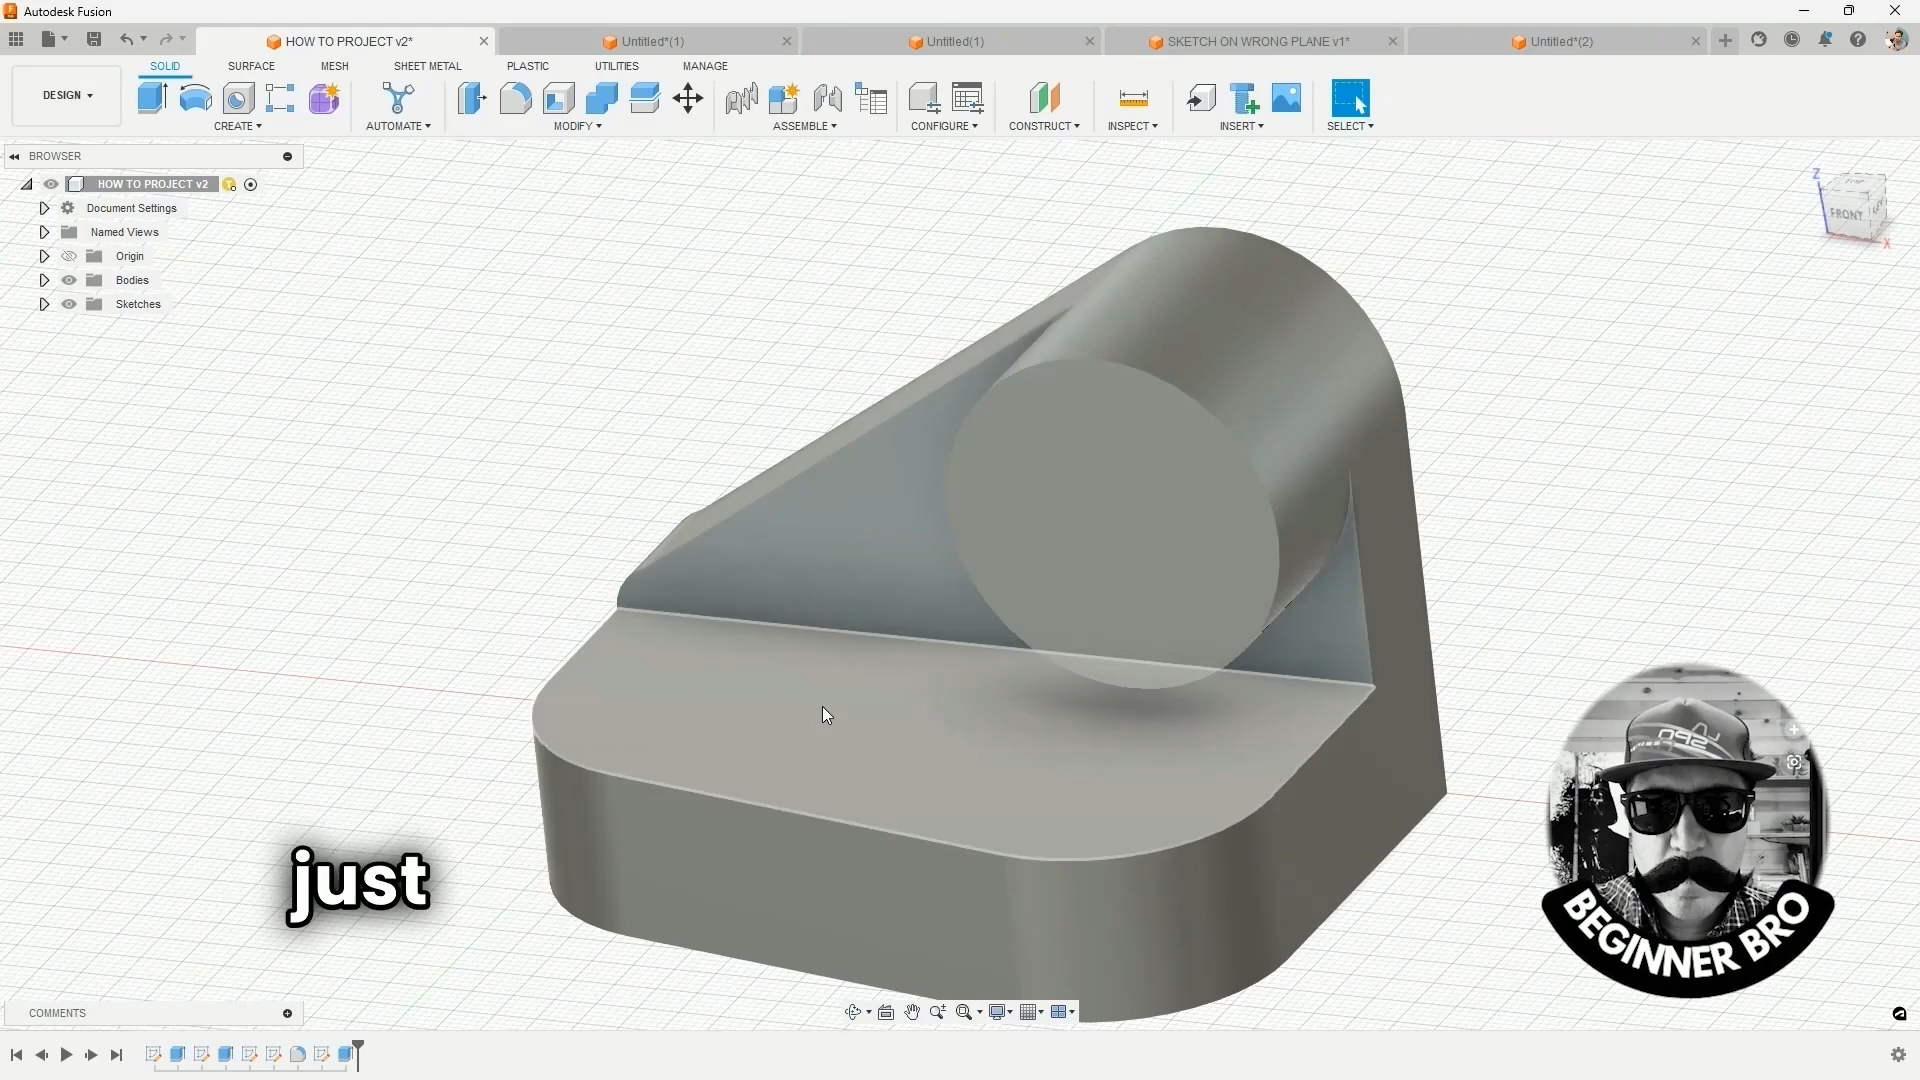 Autodesk Fusion
HOW TO PROJECT v2*
Untitled*(1)
Untitled(1)
SKETCH ON WRONG PLANE v1*
Untitled*(2)
DESIGN
SOLID
SURFACE
MESH
SHEET METAL
PLASTIC
UTILITIES
MANAGE
CREATE
AUTOMATE
MODIFY
ASSEMBLE
CONFIGURE
CONSTRUCT
INSPECT
INSERT
SELECT
BROWSER
HOW TO PROJECT v2
Document Settings
Named Views
Origin
Bodies
Sketches
Z
FRONT
X
just
BEGINNER BRO
COMMENTS